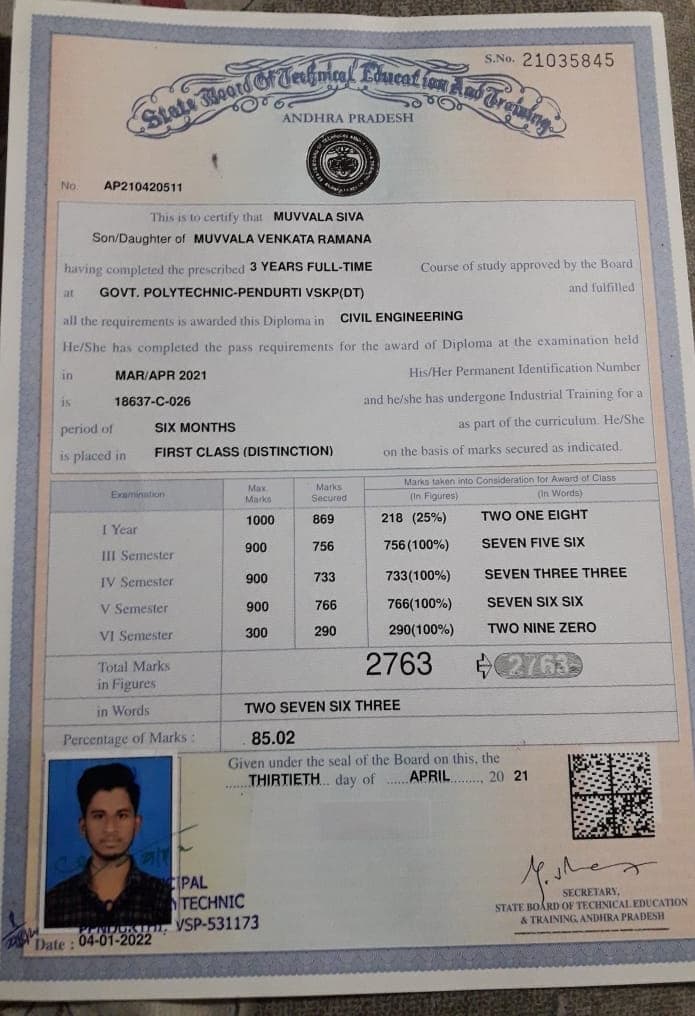 S.No. 21035845
State Board Of Technical Education And Training
ANDHRA PRADESH
No. AP210420511
This is to certify that MUVVALA SIVA
Son/Daughter of MUVVALA VENKATA RAMANA
having completed the prescribed 3 YEARS FULL-TIME Course of study approved by the Board
at GOVT. POLYTECHNIC-PENDURTI VSKP(DT) and fulfilled
all the requirements is awarded this Diploma in CIVIL ENGINEERING
He/She has completed the pass requirements for the award of Diploma at the examination held
in MAR/APR 2021 His/Her Permanent Identification Number
is 18637-C-026 and he/she has undergone Industrial Training for a
period of SIX MONTHS as part of the curriculum. He/She
is placed in FIRST CLASS (DISTINCTION) on the basis of marks secured as indicated.
Examination Max. Marks Marks Secured Marks taken into Consideration for Award of Class
(In Figures) (In Words)
I Year 1000 869 218 (25%) TWO ONE EIGHT
III Semester 900 756 756(100%) SEVEN FIVE SIX
IV Semester 900 733 733(100%) SEVEN THREE THREE
V Semester 900 766 766(100%) SEVEN SIX SIX
VI Semester 300 290 290(100%) TWO NINE ZERO
Total Marks in Figures 2763 2763
in Words TWO SEVEN SIX THREE
Percentage of Marks : 85.02
Given under the seal of the Board on this, the
THIRTIETH day of APRIL, 20 21
CIPAL
TECHNIC
VSP-531173
Date : 04-01-2022
SECRETARY,
STATE BOARD OF TECHNICAL EDUCATION
& TRAINING, ANDHRA PRADESH